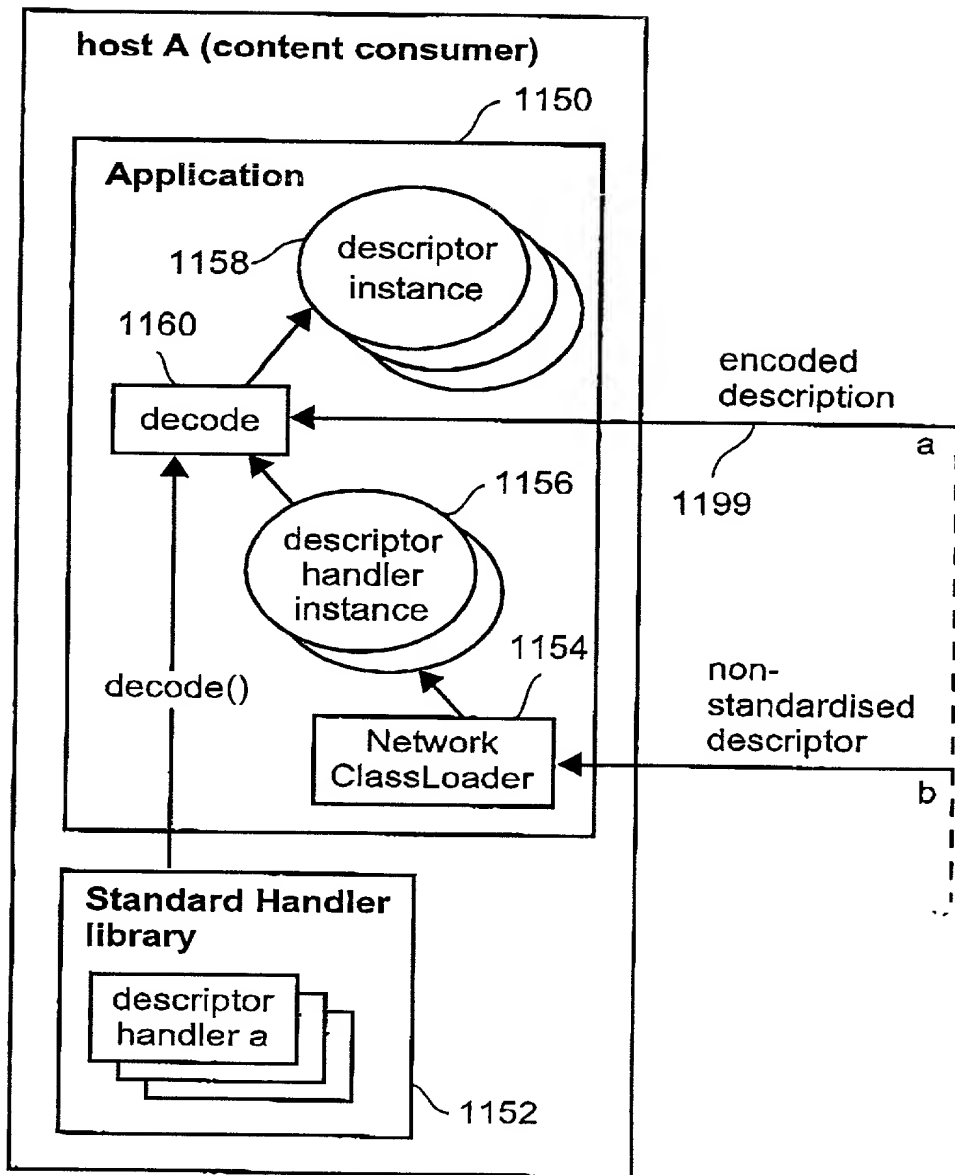 host A (content consumer)
1150
Application
1158
descriptor
instance
1160
decode
encoded
description
a
1199
1156
descriptor
handler
instance
1154
decode()
non-
standardised
descriptor
Network
ClassLoader
b
Standard Handler
library
descriptor
handler a
1152